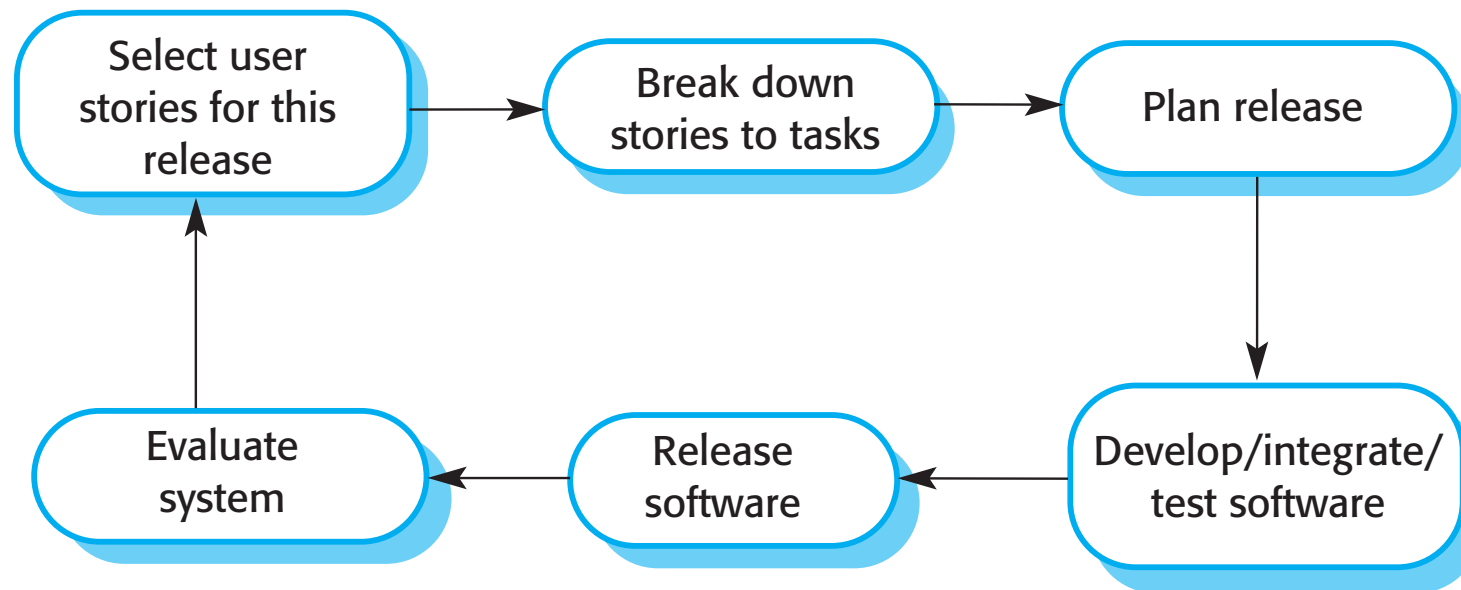 Select user
stories for this
release
Break down
stories to tasks
Plan release
Evaluate
system
Release
software
Develop/integrate/
test software